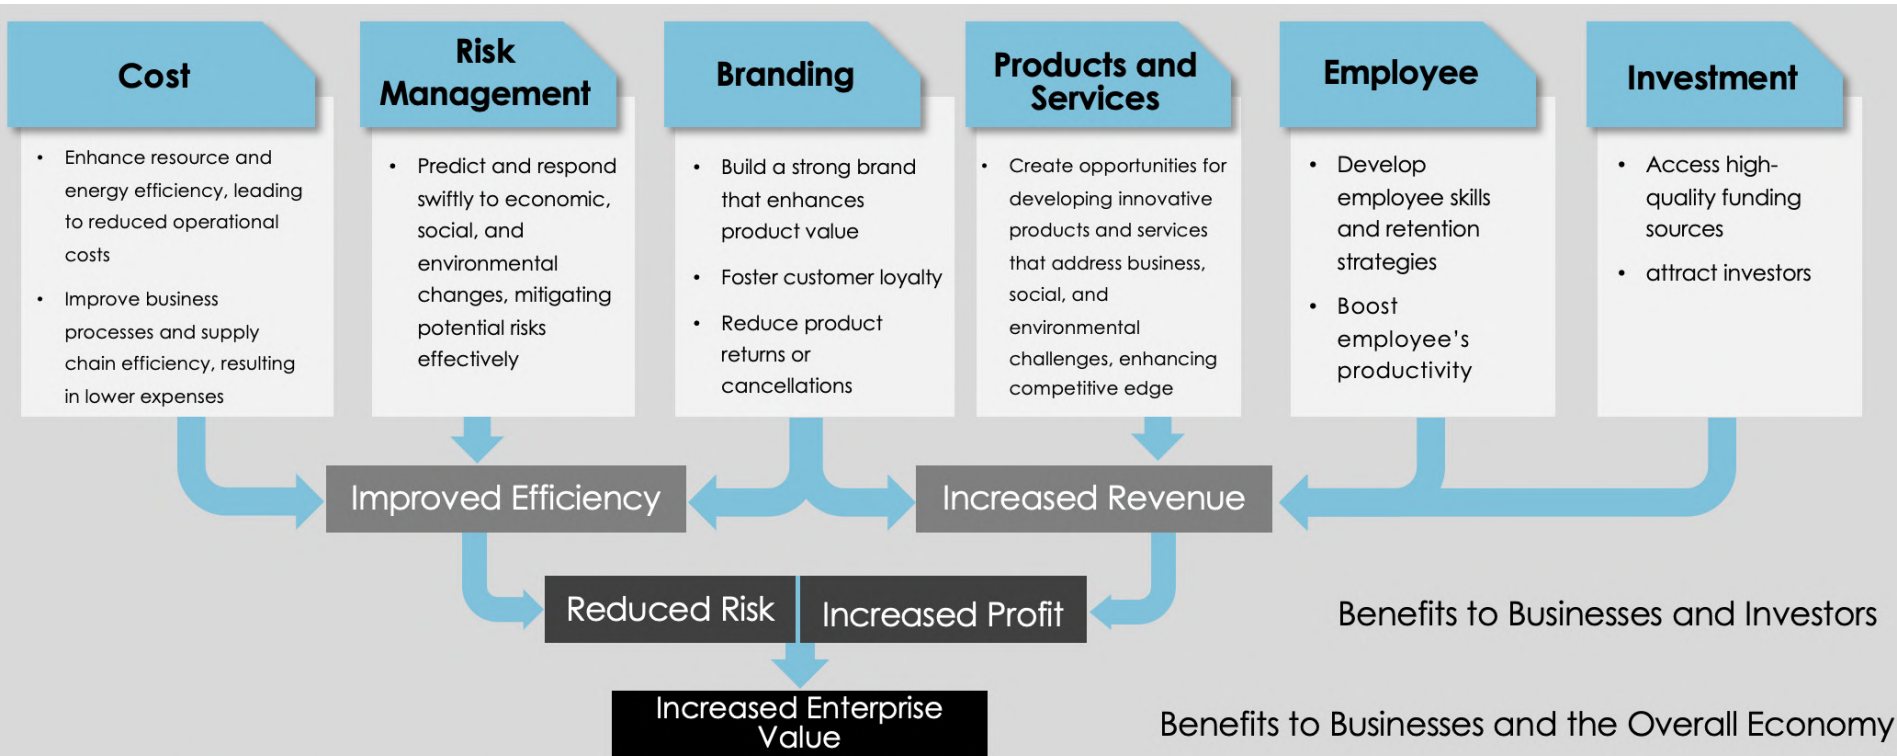 Cost
• Enhance resource and
energy efficiency, leading
to reduced operational
costs
• Improve business
processes and supply
chain efficiency, resulting
in lower expenses
Risk
Management
• Predict and respond
swiftly to economic,
social, and
environmental
changes, mitigating
potential risks
effectively
Branding
• Build a strong brand
that enhances
product value
• Foster customer loyalty
• Reduce product
returns or
cancellations
Products and
Services
• Create opportunities for
developing innovative
products and services
that address business,
social, and
environmental
challenges, enhancing
competitive edge
Employee
• Develop
employee skills
and retention
strategies
• Boost
employee’s
productivity
Investment
• Access high-
quality funding
sources
• attract investors
Improved Efficiency
Increased Revenue
Reduced Risk
Increased Profit
Benefits to Businesses and Investors
Increased Enterprise
Value
Benefits to Businesses and the Overall Economy